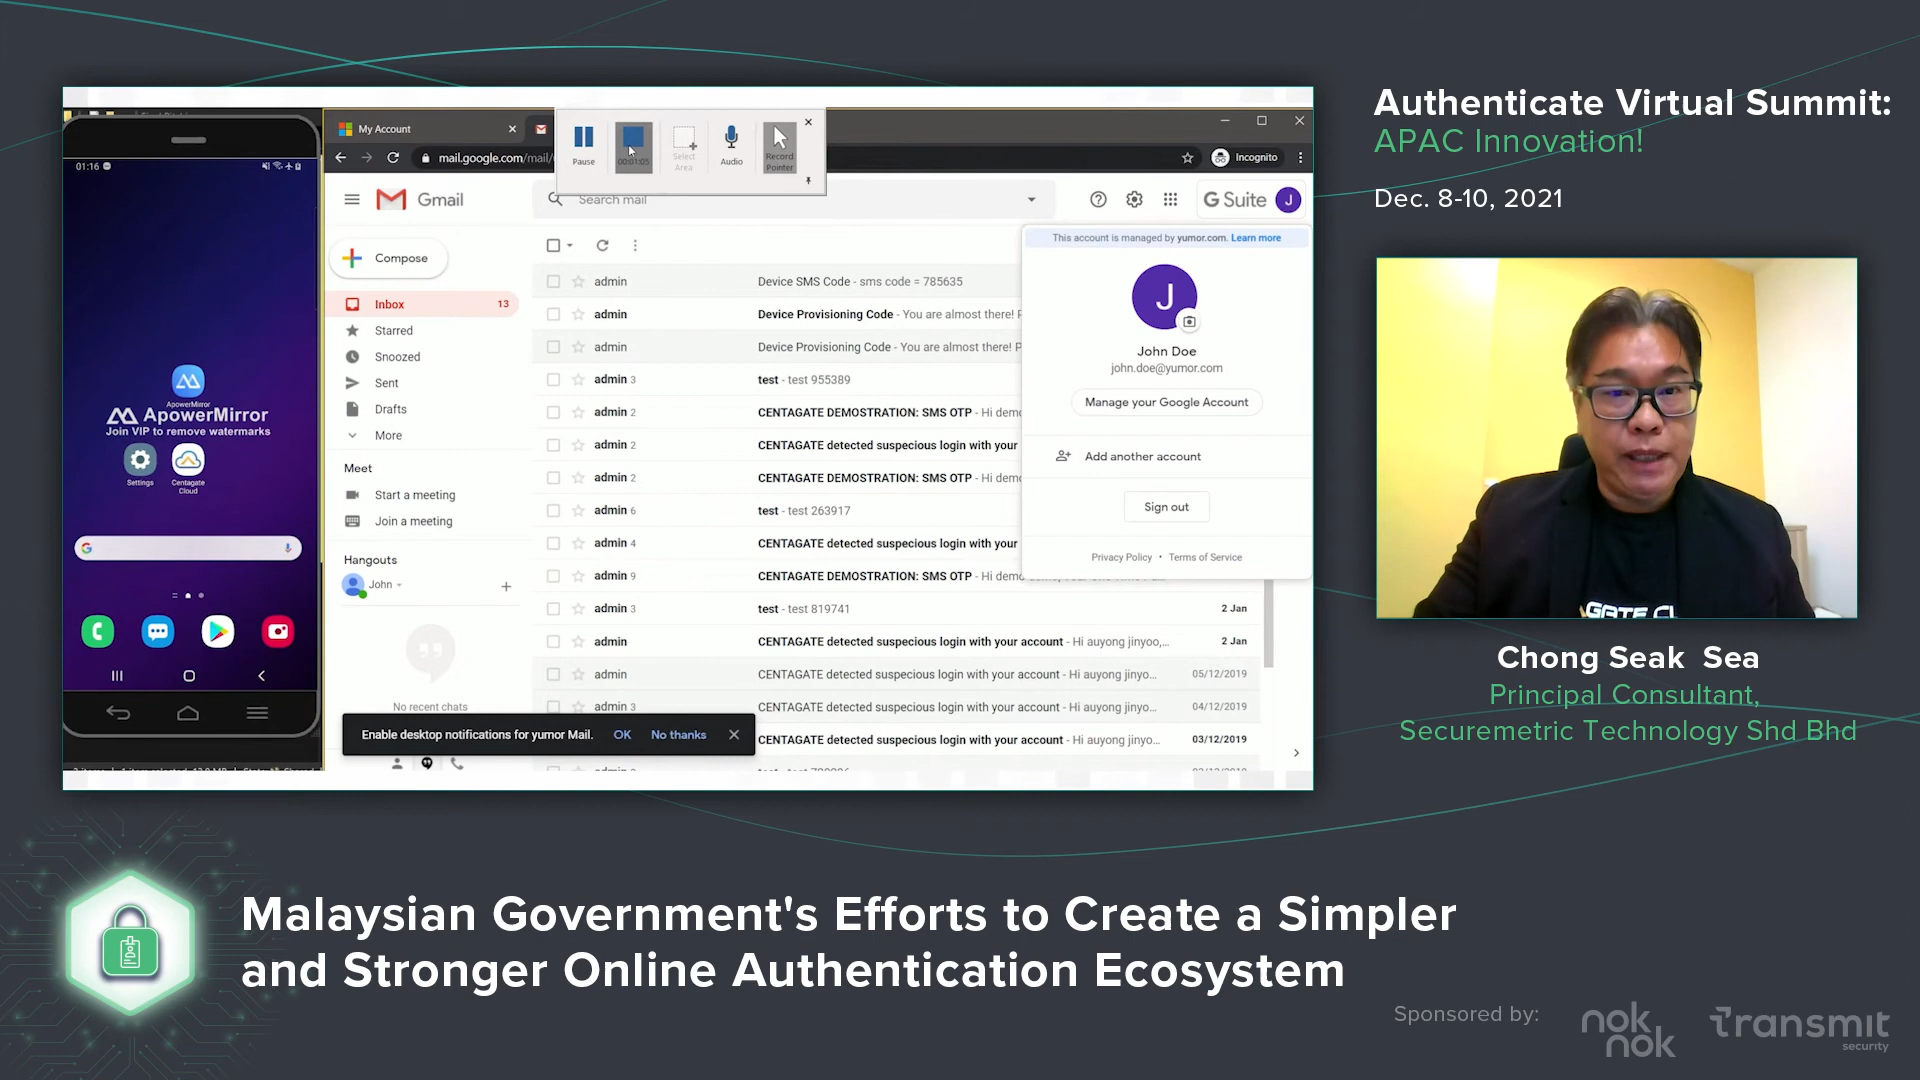 Authenticate Virtual Summit:
APAC Innovation!
Dec. 8-10, 2021
01:16
ApowerMirror
ApowerMirror
Join VIP to remove watermarks
Settings
Centagate
Cloud
My Account
mail.google.com/mail/
Incognito
Pause
00:01:05
Select
Area
Audio
Record
Pointer
Gmail
Search mail
G Suite
J
Compose
Inbox 13
Starred
Snoozed
Sent
Drafts
More
Meet
Start a meeting
Join a meeting
Hangouts
John
No recent chats
admin Device SMS Code - sms code = 785635
admin Device Provisioning Code - You are almost there!
admin Device Provisioning Code - You are almost there!
admin 3 test - test 955389
admin 2 CENTAGATE DEMOSTRATION: SMS OTP - Hi demo
admin 2 CENTAGATE detected suspecious login with your
admin 2 CENTAGATE DEMOSTRATION: SMS OTP - Hi demo
admin 6 test - test 263917
admin 4 CENTAGATE detected suspecious login with your
admin 9 CENTAGATE DEMOSTRATION: SMS OTP - Hi demo
admin 3 test - test 819741 2 Jan
admin CENTAGATE detected suspecious login with your account - Hi auyong jinyoo,... 2 Jan
admin CENTAGATE detected suspecious login with your account - Hi auyong jinyo... 05/12/2019
admin 3 CENTAGATE detected suspecious login with your account - Hi auyong jinyo... 04/12/2019
CENTAGATE detected suspecious login with your account - Hi auyong jinyo... 03/12/2019
This account is managed by yumor.com. Learn more
J
John Doe
john.doe@yumor.com
Manage your Google Account
Add another account
Sign out
Privacy Policy • Terms of Service
Enable desktop notifications for yumor Mail. OK No thanks
Chong Seak Sea
Principal Consultant,
Securemetric Technology Shd Bhd
Malaysian Government's Efforts to Create a Simpler
and Stronger Online Authentication Ecosystem
Sponsored by:
nok
nok
Transmit
security